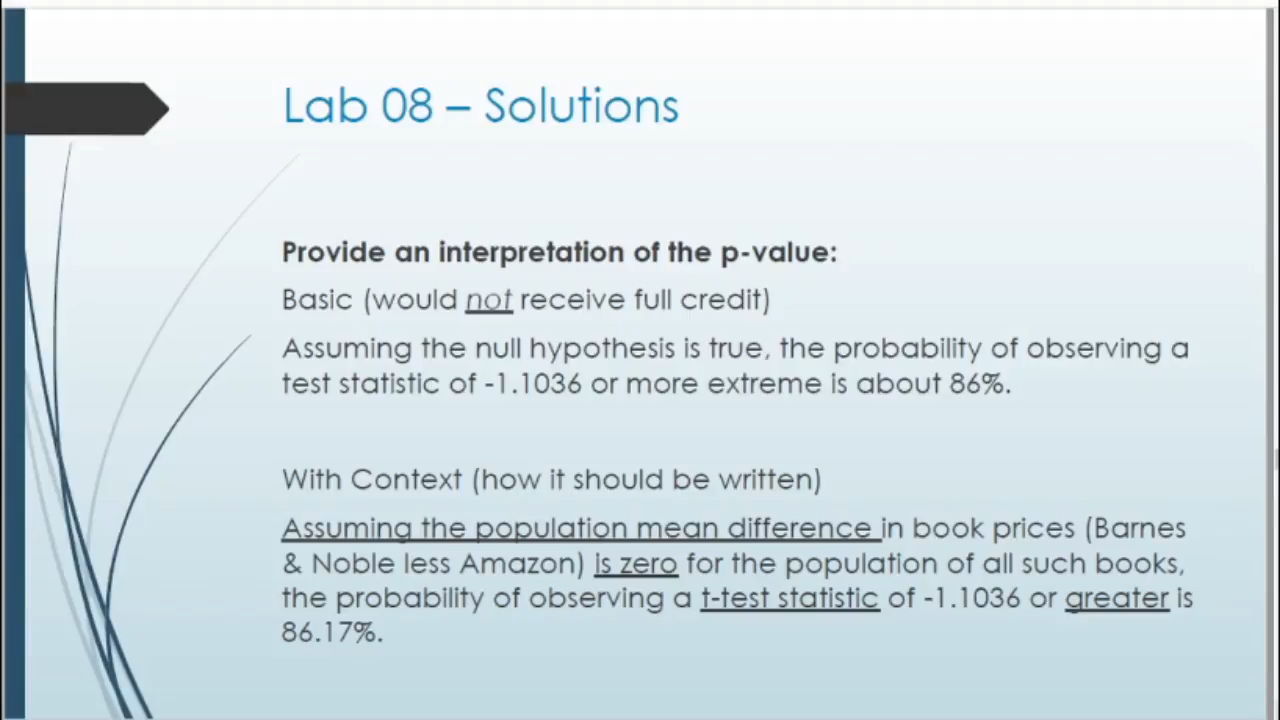 Lab 08 – Solutions
Provide an interpretation of the p-value:
Basic (would not receive full credit)
Assuming the null hypothesis is true, the probability of observing a
test statistic of -1.1036 or more extreme is about 86%.
With Context (how it should be written)
Assuming the population mean difference in book prices (Barnes
& Noble less Amazon) is zero for the population of all such books,
the probability of observing a t-test statistic of -1.1036 or greater is
86.17%.